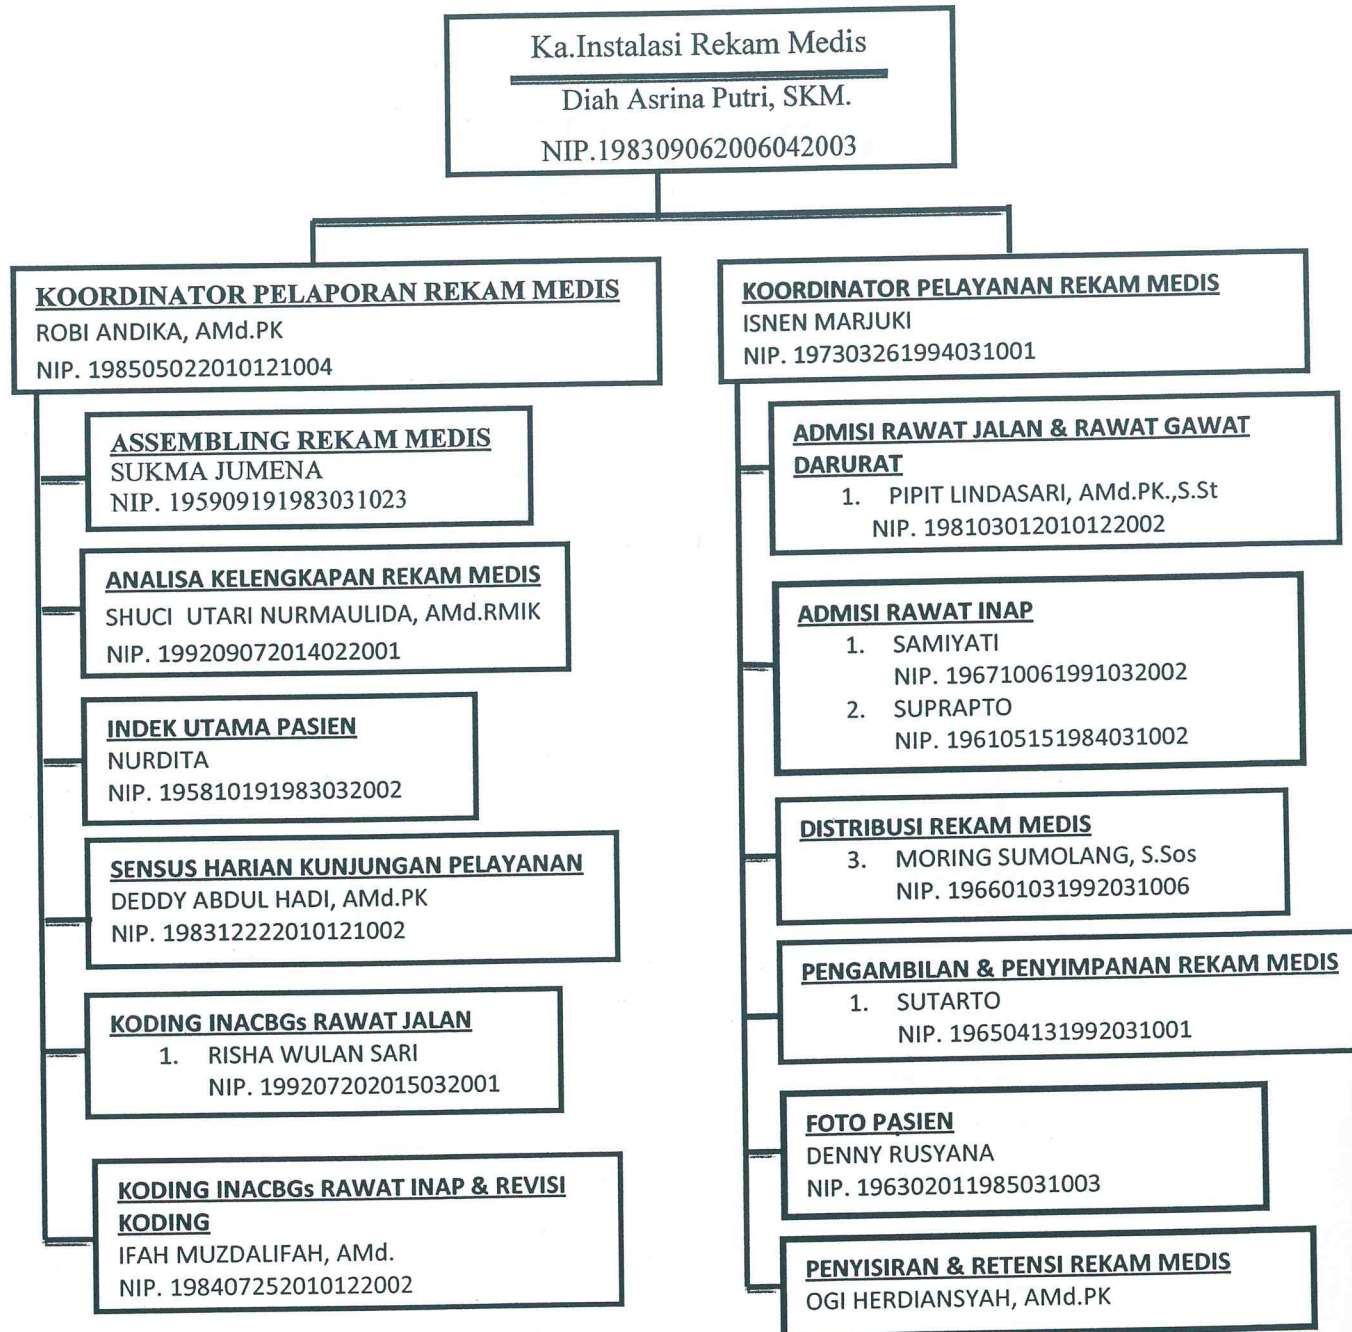 Ka.Instalasi Rekam Medis
Diah Asrina Putri, SKM.
NIP.198309062006042003
KOORDINATOR PELAPORAN REKAM MEDIS
ROBI ANDIKA, AMd.PK
NIP. 198505022010121004
ASSEMBLING REKAM MEDIS
SUKMA JUMENA
NIP. 195909191983031023
ANALISA KELENGKAPAN REKAM MEDIS
SHUCI UTARI NURMAULIDA, AMd.RMIK
NIP. 199209072014022001
INDEK UTAMA PASIEN
NURDITA
NIP. 195810191983032002
SENSUS HARIAN KUNJUNGAN PELAYANAN
DEDDY ABDUL HADI, AMd.PK
NIP. 198312222010121002
KODING INACBGs RAWAT JALAN
1. RISHA WULAN SARI
NIP. 199207202015032001
KODING INACBGs RAWAT INAP & REVISI
KODING
IFAH MUZDALIFAH, AMd.
NIP. 198407252010122002
KOORDINATOR PELAYANAN REKAM MEDIS
ISNEN MARJUKI
NIP. 197303261994031001
ADMISI RAWAT JALAN & RAWAT GAWAT
DARURAT
1. PIPIT LINDASARI, AMd.PK.,S.St
NIP. 198103012010122002
ADMISI RAWAT INAP
1. SAMIYATI
NIP. 196710061991032002
2. SUPRAPTO
NIP. 196105151984031002
DISTRIBUSI REKAM MEDIS
3. MORING SUMOLANG, S.Sos
NIP. 196601031992031006
PENGAMBILAN & PENYIMPANAN REKAM MEDIS
1. SUTARTO
NIP. 196504131992031001
FOTO PASIEN
DENNY RUSYANA
NIP. 196302011985031003
PENYISIRAN & RETENSI REKAM MEDIS
OGI HERDIANSYAH, AMd.PK